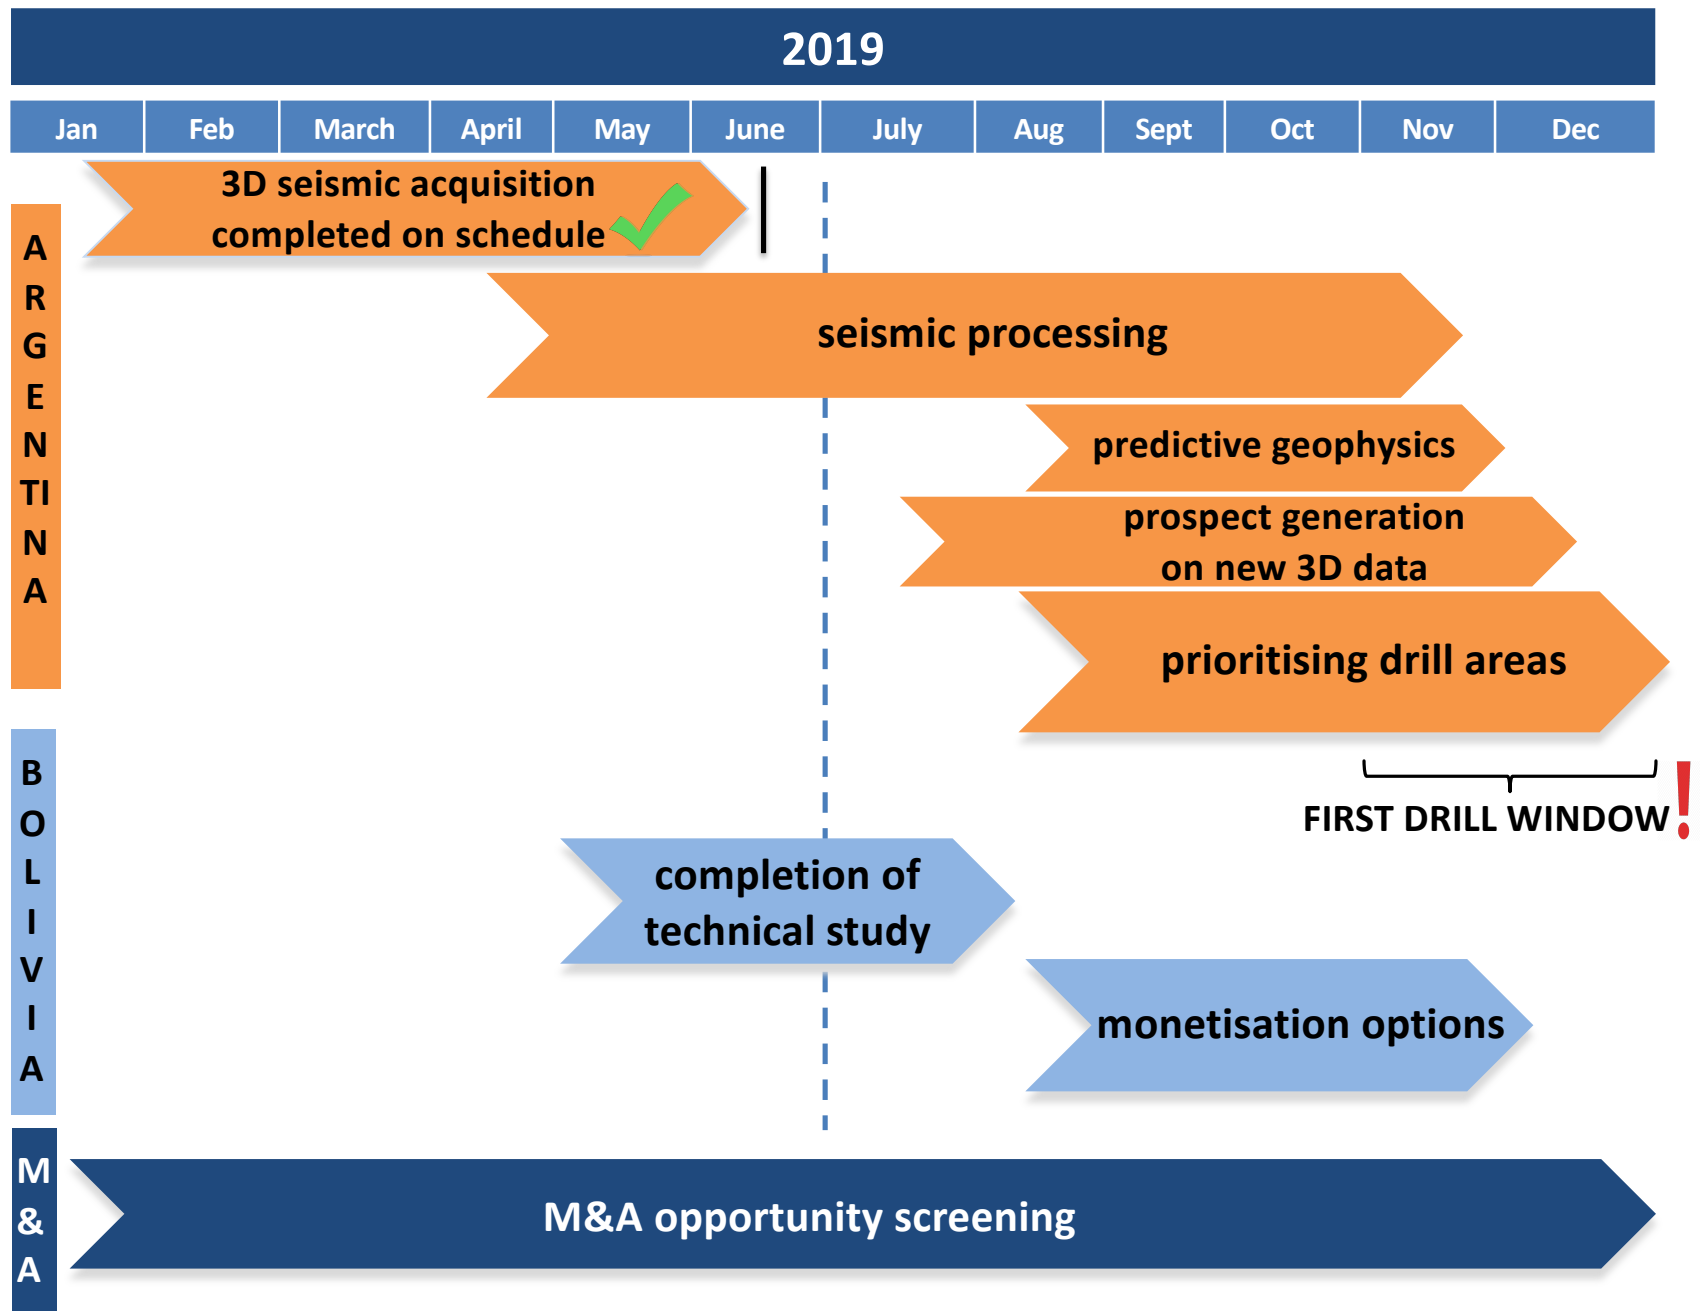 2019
Jan Feb March April May June July Aug Sept Oct Nov Dec
ARGENTINA
3D seismic acquisition
completed on schedule
seismic processing
predictive geophysics
prospect generation
on new 3D data
prioritising drill areas
FIRST DRILL WINDOW!
BOLIVIA
completion of
technical study
monetisation options
M&A
M&A opportunity screening